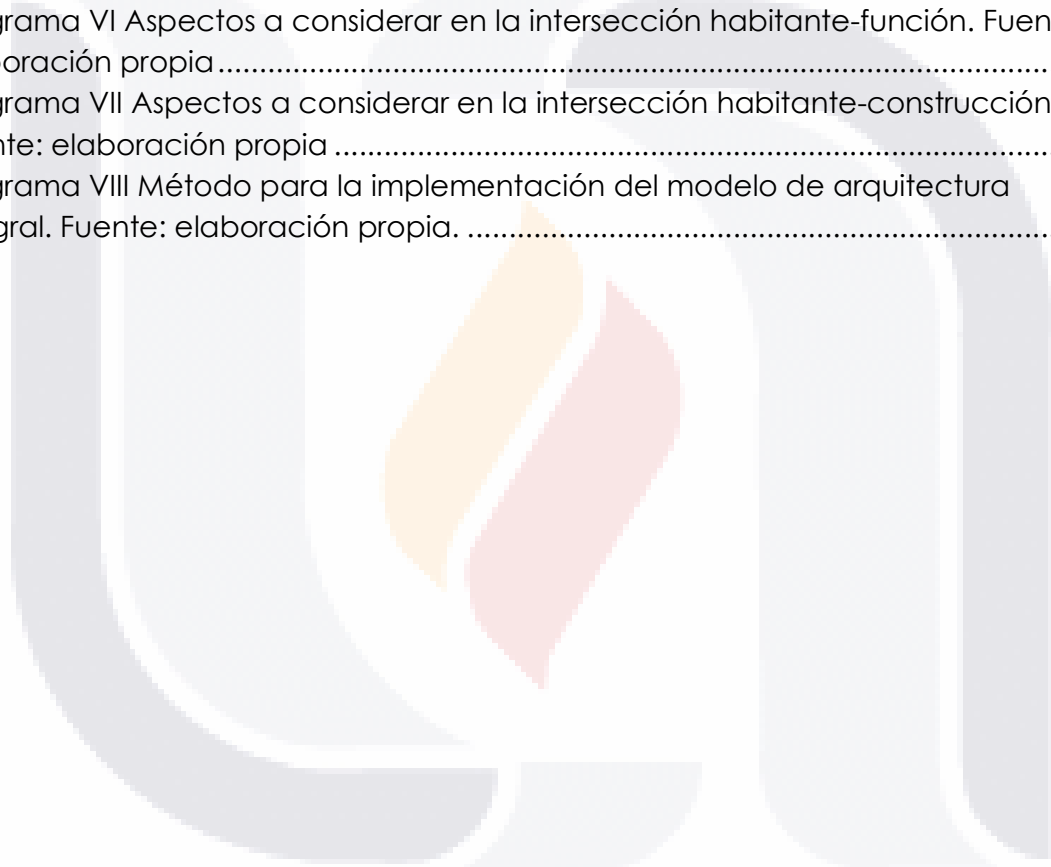 grama VI Aspectos a considerar en la intersección habitante-función. Fuen
boración propia....................................................................................................
grama VII Aspectos a considerar en la intersección habitante-construcción
nte: elaboración propia......................................................................................
grama VIII Método para la implementación del modelo de arquitectura
gral. Fuente: elaboración propia. .......................................................................